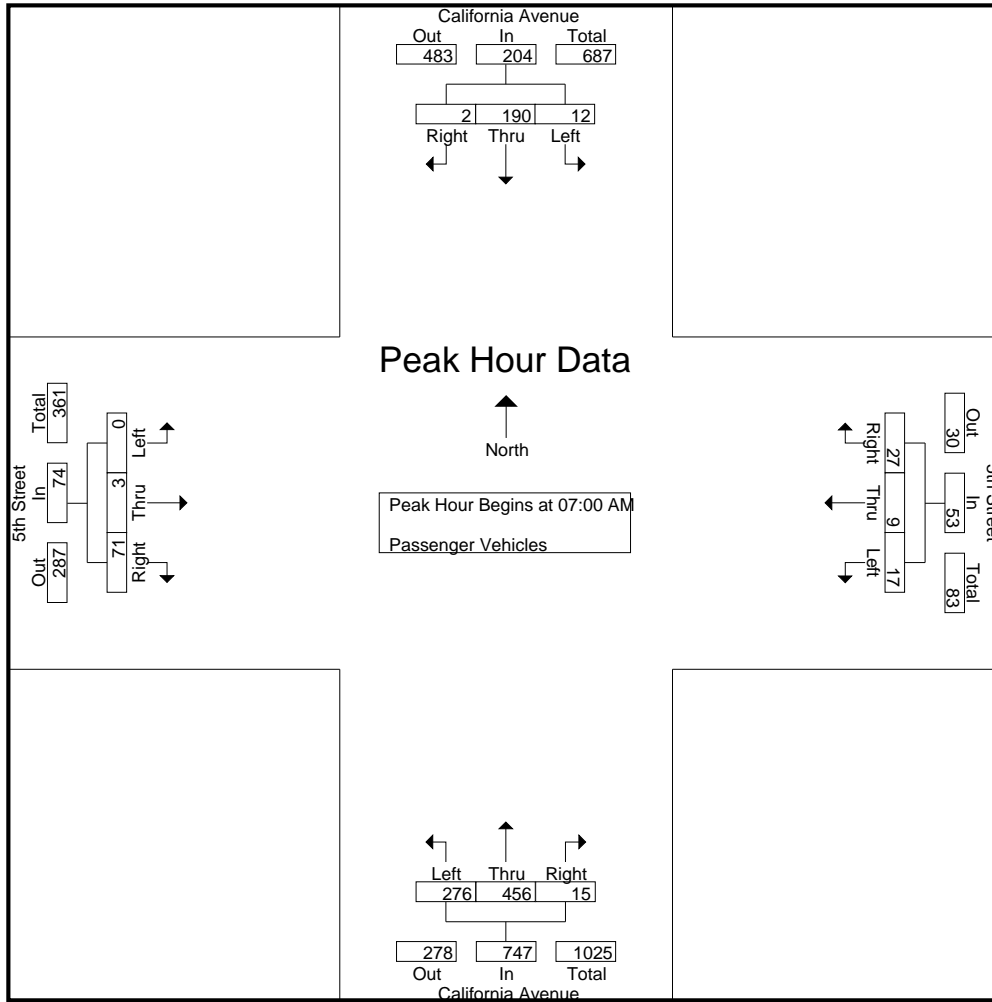 California Avenue
Out In Total
483 204 687
2 190 12
Right Thru Left
Peak Hour Data
North
Peak Hour Begins at 07:00 AM
Passenger Vehicles
5th Street
Total In Out
361 74 287
0 3 71
Left Thru Right
5th Street
Out In Total
30 53 83
27 9 17
Right Thru Left
Left Thru Right
276 456 15
278 747 1025
Out In Total
California Avenue